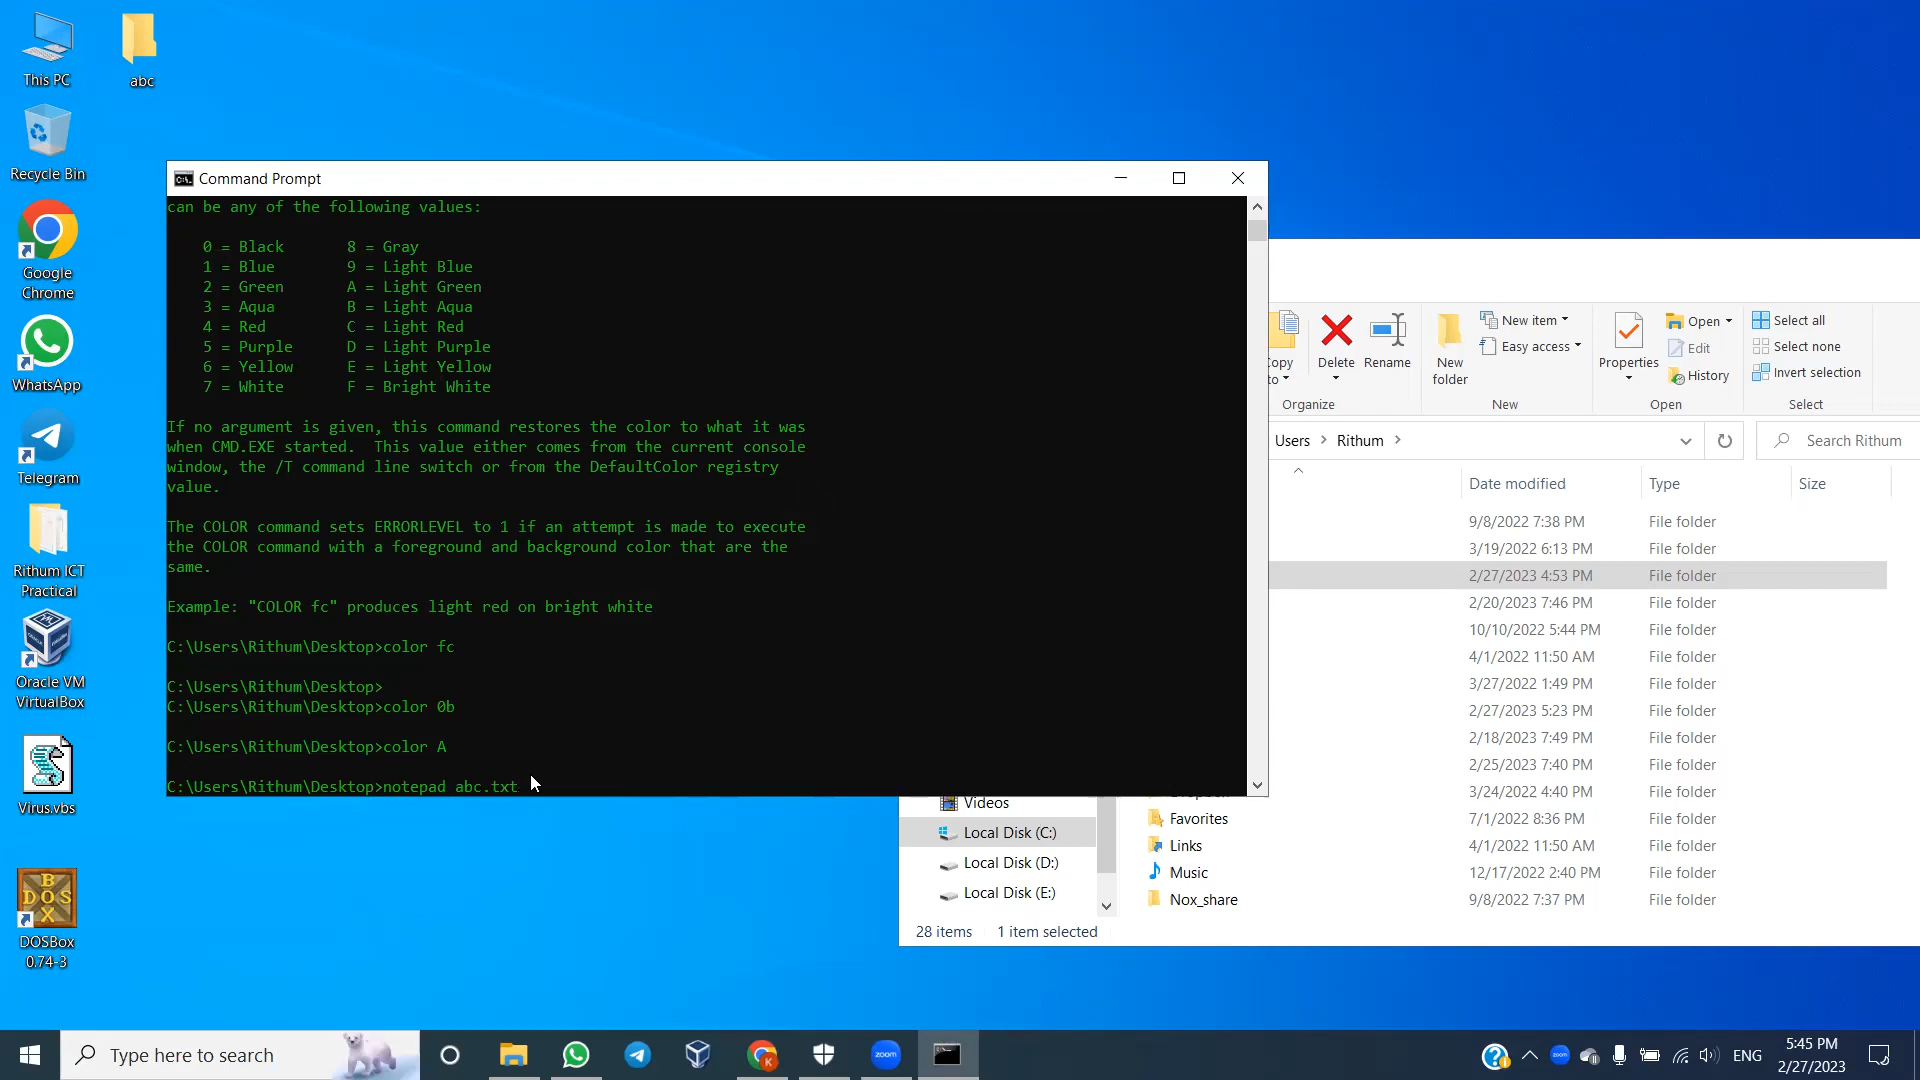 This PC
abc
Recycle Bin
Google
Chrome
WhatsApp
Telegram
Rithum ICT
Practical
Oracle VM
VirtualBox
Virus.vbs
DOSBox
0.74-3
Command Prompt
can be any of the following values:
0 = Black 8 = Gray
1 = Blue 9 = Light Blue
2 = Green A = Light Green
3 = Aqua B = Light Aqua
4 = Red C = Light Red
5 = Purple D = Light Purple
6 = Yellow E = Light Yellow
7 = White F = Bright White
If no argument is given, this command restores the color to what it was
when CMD.EXE started. This value either comes from the current console
window, the /T command line switch or from the DefaultColor registry
value.
The COLOR command sets ERRORLEVEL to 1 if an attempt is made to execute
the COLOR command with a foreground and background color that are the
same.
Example: "COLOR fc" produces light red on bright white
C:\Users\Rithum\Desktop>color fc
C:\Users\Rithum\Desktop>
C:\Users\Rithum\Desktop>color 0b
C:\Users\Rithum\Desktop>color A
C:\Users\Rithum\Desktop>notepad abc.txt
Delete
Rename
New
folder
New item
Easy access
Properties
Open
Edit
History
Select all
Select none
Invert selection
to
Organize
New
Open
Select
Users > Rithum >
Search Rithum
Date modified Type Size
9/8/2022 7:38 PM File folder
3/19/2022 6:13 PM File folder
2/27/2023 4:53 PM File folder
2/20/2023 7:46 PM File folder
10/10/2022 5:44 PM File folder
4/1/2022 11:50 AM File folder
3/27/2022 1:49 PM File folder
2/27/2023 5:23 PM File folder
2/18/2023 7:49 PM File folder
2/25/2023 7:40 PM File folder
3/24/2022 4:40 PM File folder
Favorites 7/1/2022 8:36 PM File folder
Links 4/1/2022 11:50 AM File folder
Music 12/17/2022 2:40 PM File folder
Nox_share 9/8/2022 7:37 PM File folder
Videos
Local Disk (C:)
Local Disk (D:)
Local Disk (E:)
28 items 1 item selected
Type here to search
K
zoom
zoom
ENG
5:45 PM
2/27/2023